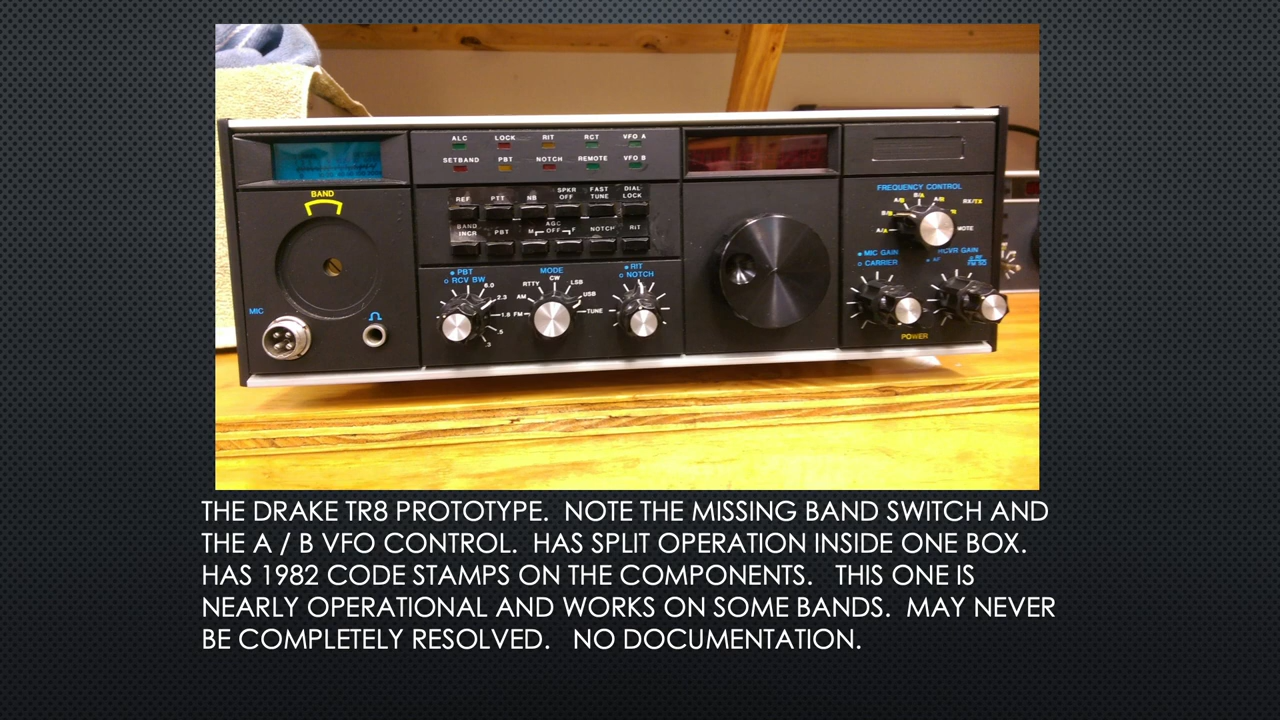 ALC LOCK RIT RCT VFO A
SETBAND PBT NOTCH REMOTE VFO B
BAND
REF PTT NB SPKR OFF FAST TUNE DIAL LOCK
BAND INCR PBT M AGC OFF F NOTCH RIT
PBT
RCV BW
6.0
2.3
1.8
.5
.3
MODE
FM AM RTTY CW LSB USB TUNE
RIT
NOTCH
FREQUENCY CONTROL
A/A
RX/TX
MIC GAIN
CARRIER
RCVR GAIN
POWER
MIC
Ω
THE DRAKE TR8 PROTOTYPE. NOTE THE MISSING BAND SWITCH AND
THE A / B VFO CONTROL. HAS SPLIT OPERATION INSIDE ONE BOX.
HAS 1982 CODE STAMPS ON THE COMPONENTS. THIS ONE IS
NEARLY OPERATIONAL AND WORKS ON SOME BANDS. MAY NEVER
BE COMPLETELY RESOLVED. NO DOCUMENTATION.